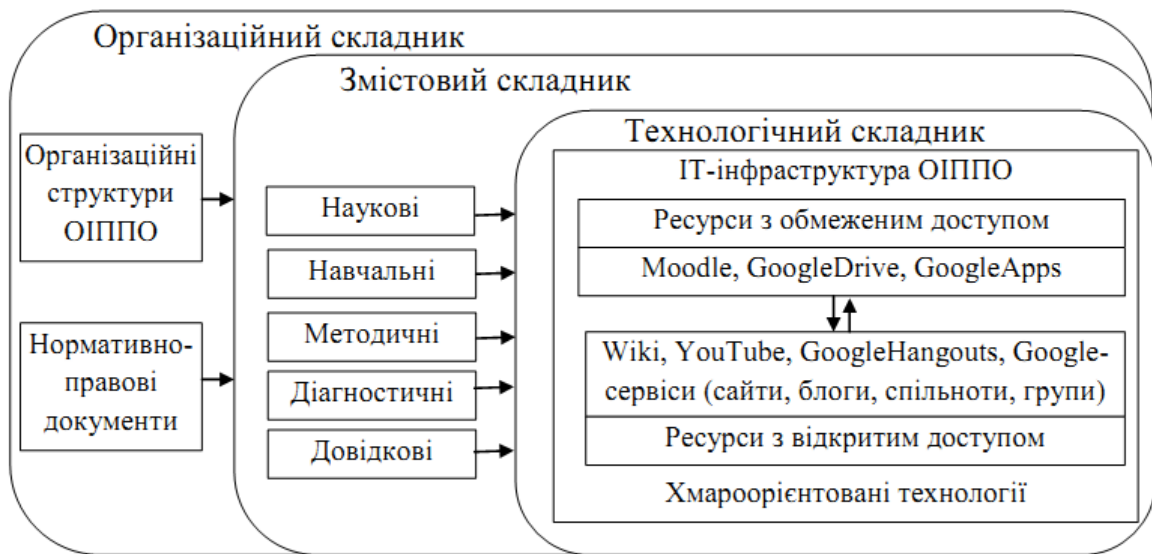 Організаційний складник
Змістовий складник
Технологічний складник
Організаційні
структури
ОІППО
Нормативно-
правові
документи
Наукові
Навчальні
Методичні
Діагностичні
Довідкові
ІТ-інфраструктура ОІППО
Ресурси з обмеженим доступом
Moodle, GoogleDrive, GoogleApps
Wiki, YouTube, GoogleHangouts, Google-
сервіси (сайти, блоги, спільноти, групи)
Ресурси з відкритим доступом
Хмароорієнтовані технології